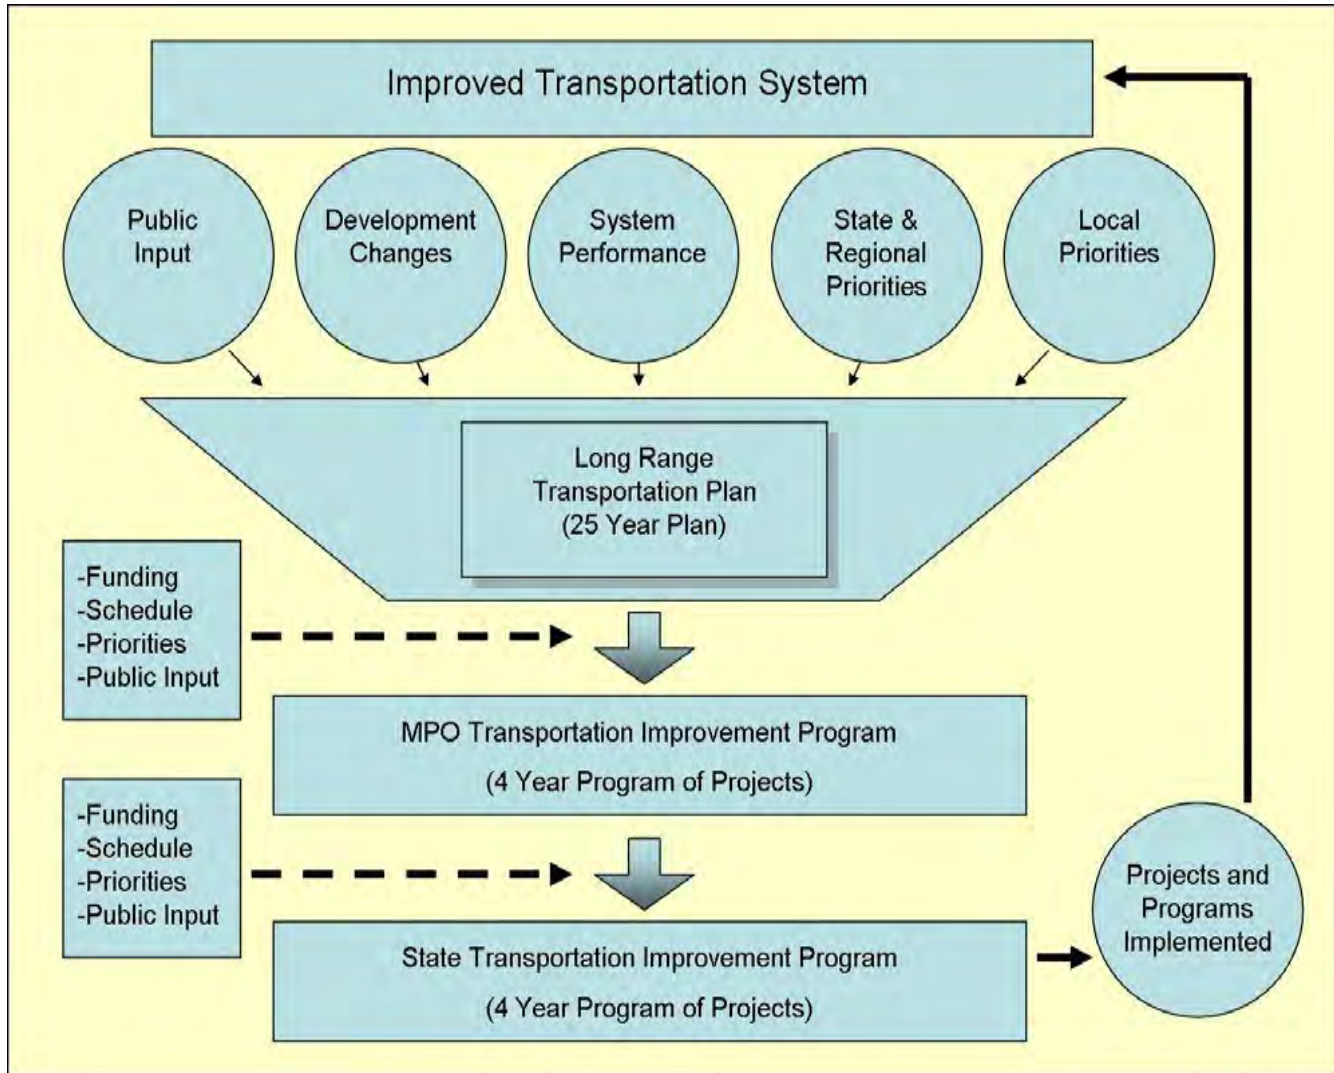 Improved Transportation System
Public
Input
Development
Changes
System
Performance
State &
Regional
Priorities
Local
Priorities
Long Range
Transportation Plan
(25 Year Plan)
-Funding
-Schedule
-Priorities
-Public Input
MPO Transportation Improvement Program
(4 Year Program of Projects)
-Funding
-Schedule
-Priorities
-Public Input
State Transportation Improvement Program
(4 Year Program of Projects)
Projects and
Programs
Implemented